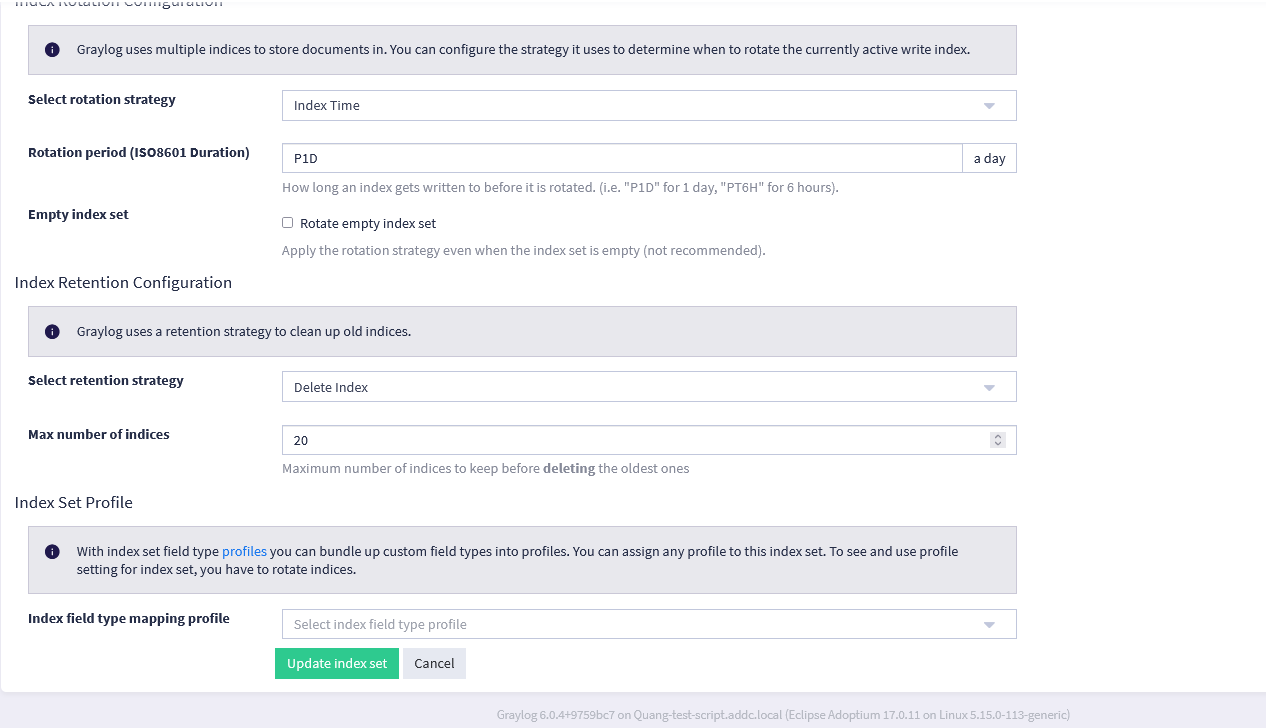 Index Rotation Configuration
Graylog uses multiple indices to store documents in. You can configure the strategy it uses to determine when to rotate the currently active write index.
Select rotation strategy
Index Time
Rotation period (ISO8601 Duration)
P1D
a day
How long an index gets written to before it is rotated. (i.e. "P1D" for 1 day, "PT6H" for 6 hours).
Empty index set
Rotate empty index set
Apply the rotation strategy even when the index set is empty (not recommended).
Index Retention Configuration
Graylog uses a retention strategy to clean up old indices.
Select retention strategy
Delete Index
Max number of indices
20
Maximum number of indices to keep before deleting the oldest ones
Index Set Profile
With index set field type profiles you can bundle up custom field types into profiles. You can assign any profile to this index set. To see and use profile
setting for index set, you have to rotate indices.
Index field type mapping profile
Select index field type profile
Update index set
Cancel
Graylog 6.0.4+9759bc7 on Quang-test-script.addc.local (Eclipse Adoptium 17.0.11 on Linux 5.15.0-113-generic)